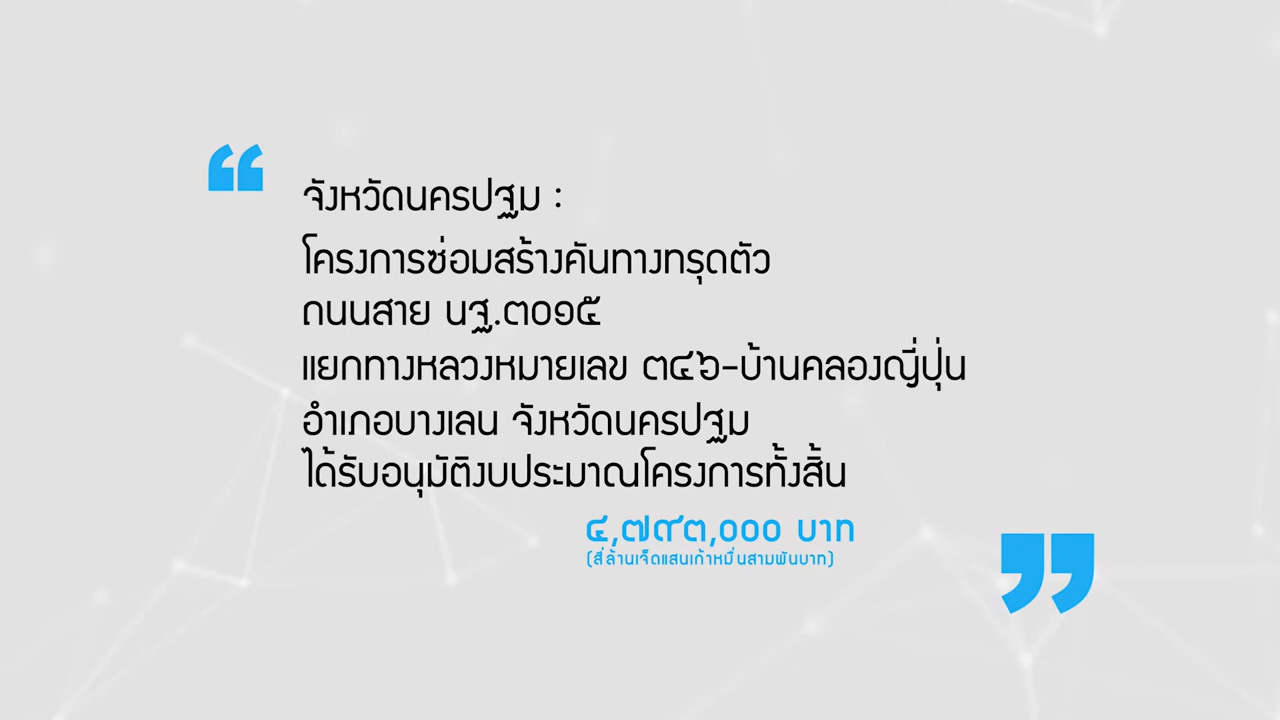 “
จังหวัดนครปฐม :
โครงการซ่อมสร้างคันทางทรุดตัว
ถนนสาย นฐ.๓๐๑๕
แยกทางหลวงหมายเลข ๓๔๖-บ้านคลองญี่ปุ่น
อำเภอบางเลน จังหวัดนครปฐม
ได้รับอนุมัติงบประมาณโครงการทั้งสิ้น
๔,๗๙๓,๐๐๐ บาท
(สี่ล้านเจ็ดแสนเก้าหมื่นสามพันบาท)
”